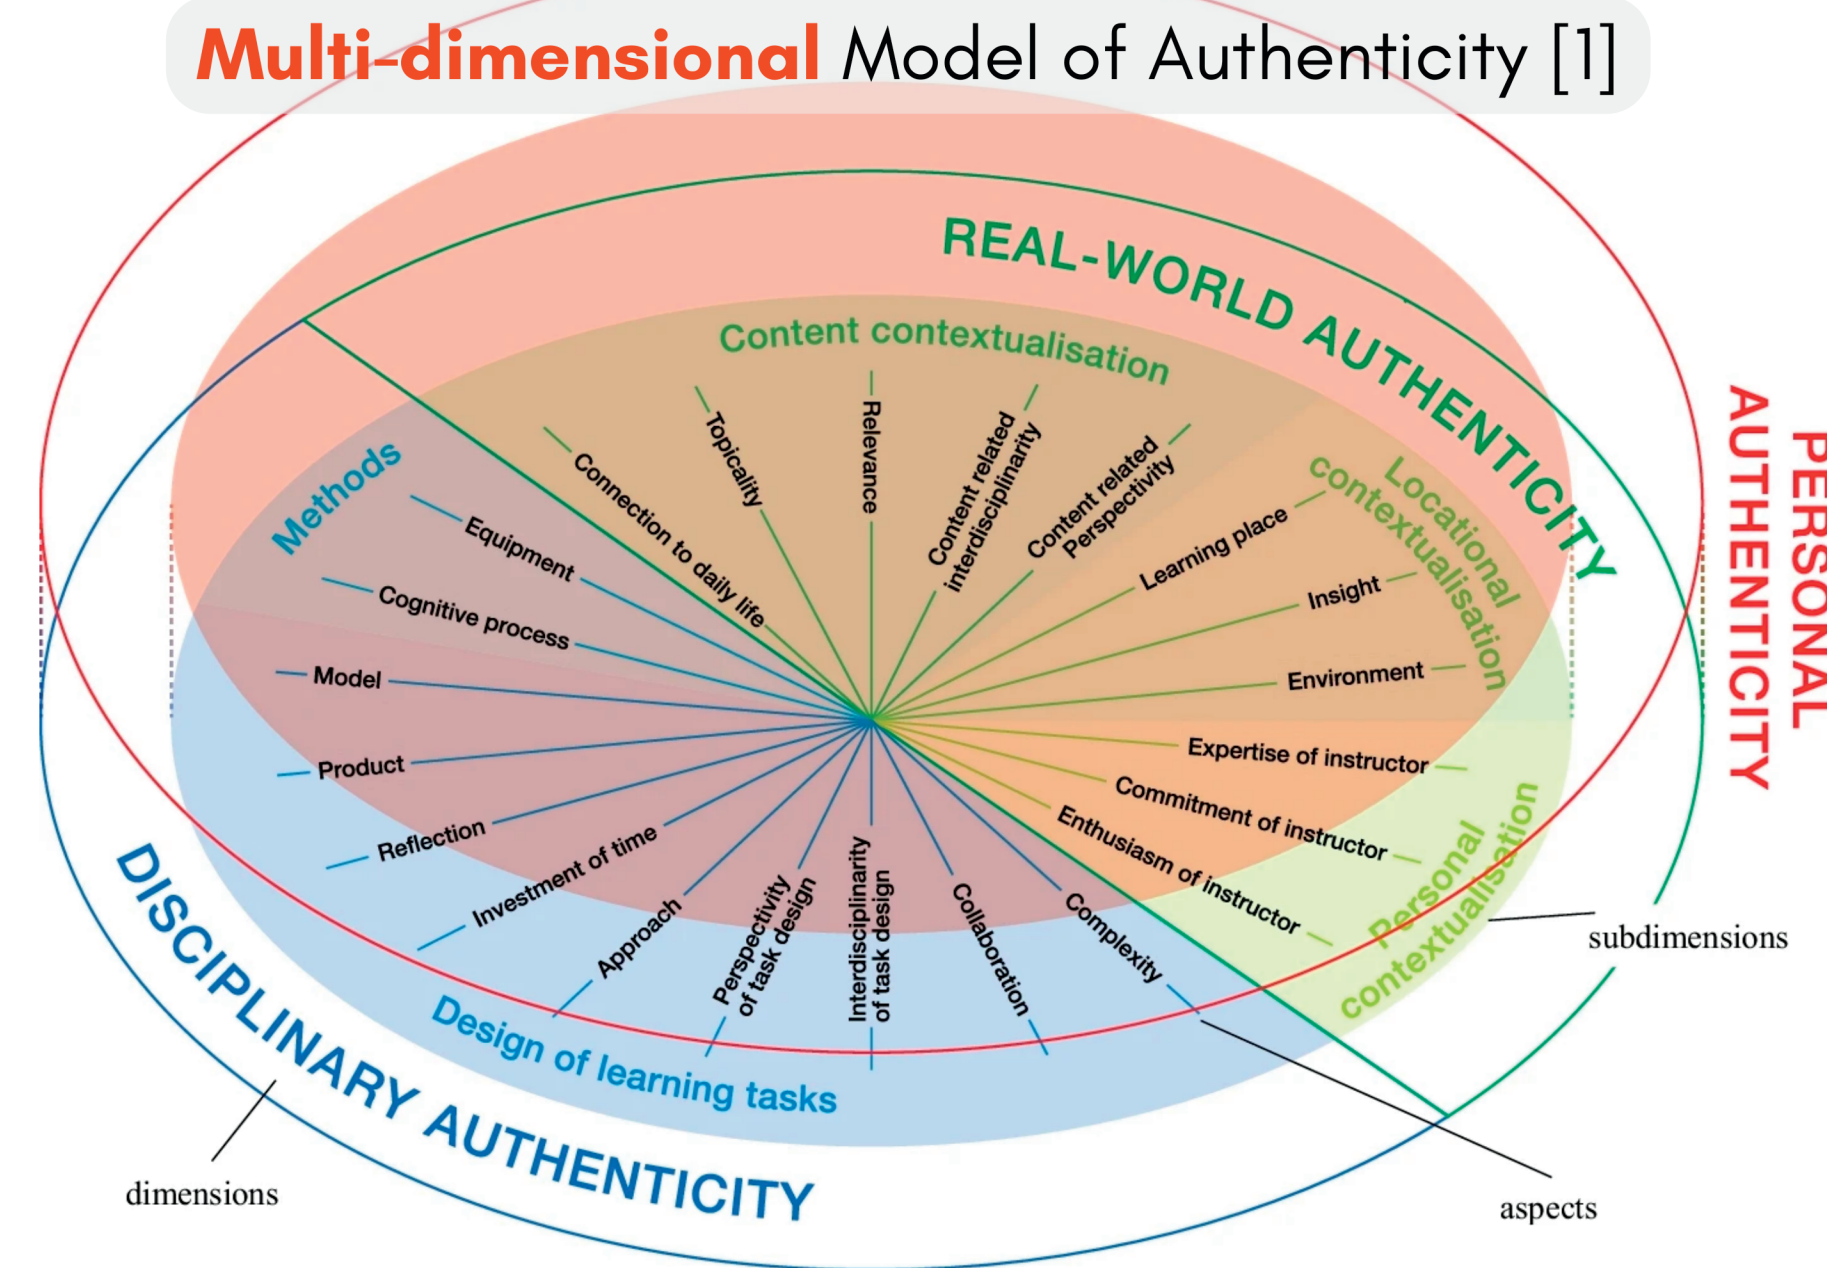 Multi-dimensional Model of Authenticity [1]
REAL-WORLD AUTHENTICITY
PERSONAL
AUTHENTICITY
Content contextualisation
Connection to daily life
Topicality
Relevance
Content related
interdisciplinarity
Content related
Perspectivity
Locational
contextualisation
Learning place
Insight
Environment
Expertise of instructor
Commitment of instructor
Enthusiasm of instructor
Personal
contextualisation
subdimensions
Methods
Equipment
Cognitive process
Model
Product
Reflection
Investment of time
Approach
Perspectivity
of task design
Interdisciplinarity
of task design
Collaboration
Complexity
Design of learning tasks
DISCIPLINARY AUTHENTICITY
dimensions
aspects